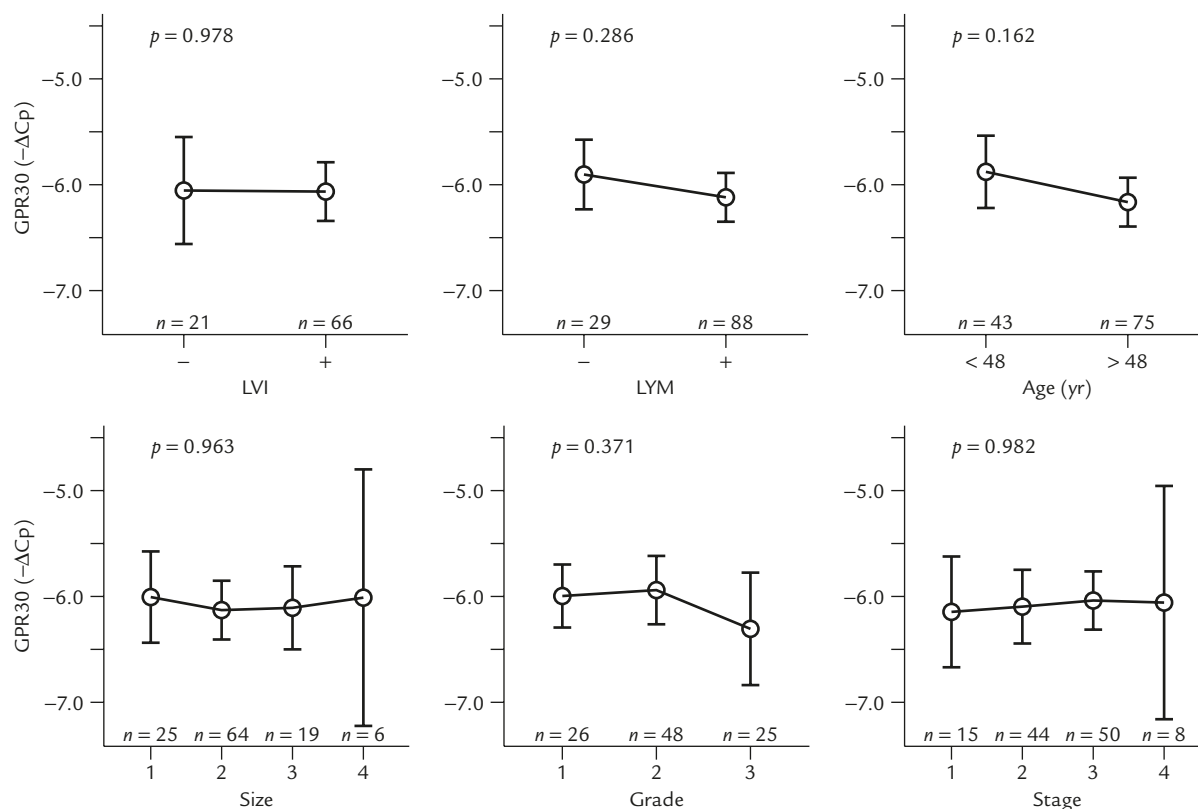 p = 0.978
−5.0
−6.0
−7.0
GPR30 (−ΔCp)
n = 21
n = 66
−
+
LVI
p = 0.286
−5.0
−6.0
−7.0
n = 29
n = 88
−
+
LYM
p = 0.162
−5.0
−6.0
−7.0
n = 43
n = 75
< 48
> 48
Age (yr)
p = 0.963
−5.0
−6.0
−7.0
GPR30 (−ΔCp)
n = 25
n = 64
n = 19
n = 6
1
2
3
4
Size
p = 0.371
−5.0
−6.0
−7.0
n = 26
n = 48
n = 25
1
2
3
Grade
p = 0.982
−5.0
−6.0
−7.0
n = 15
n = 44
n = 50
n = 8
1
2
3
4
Stage